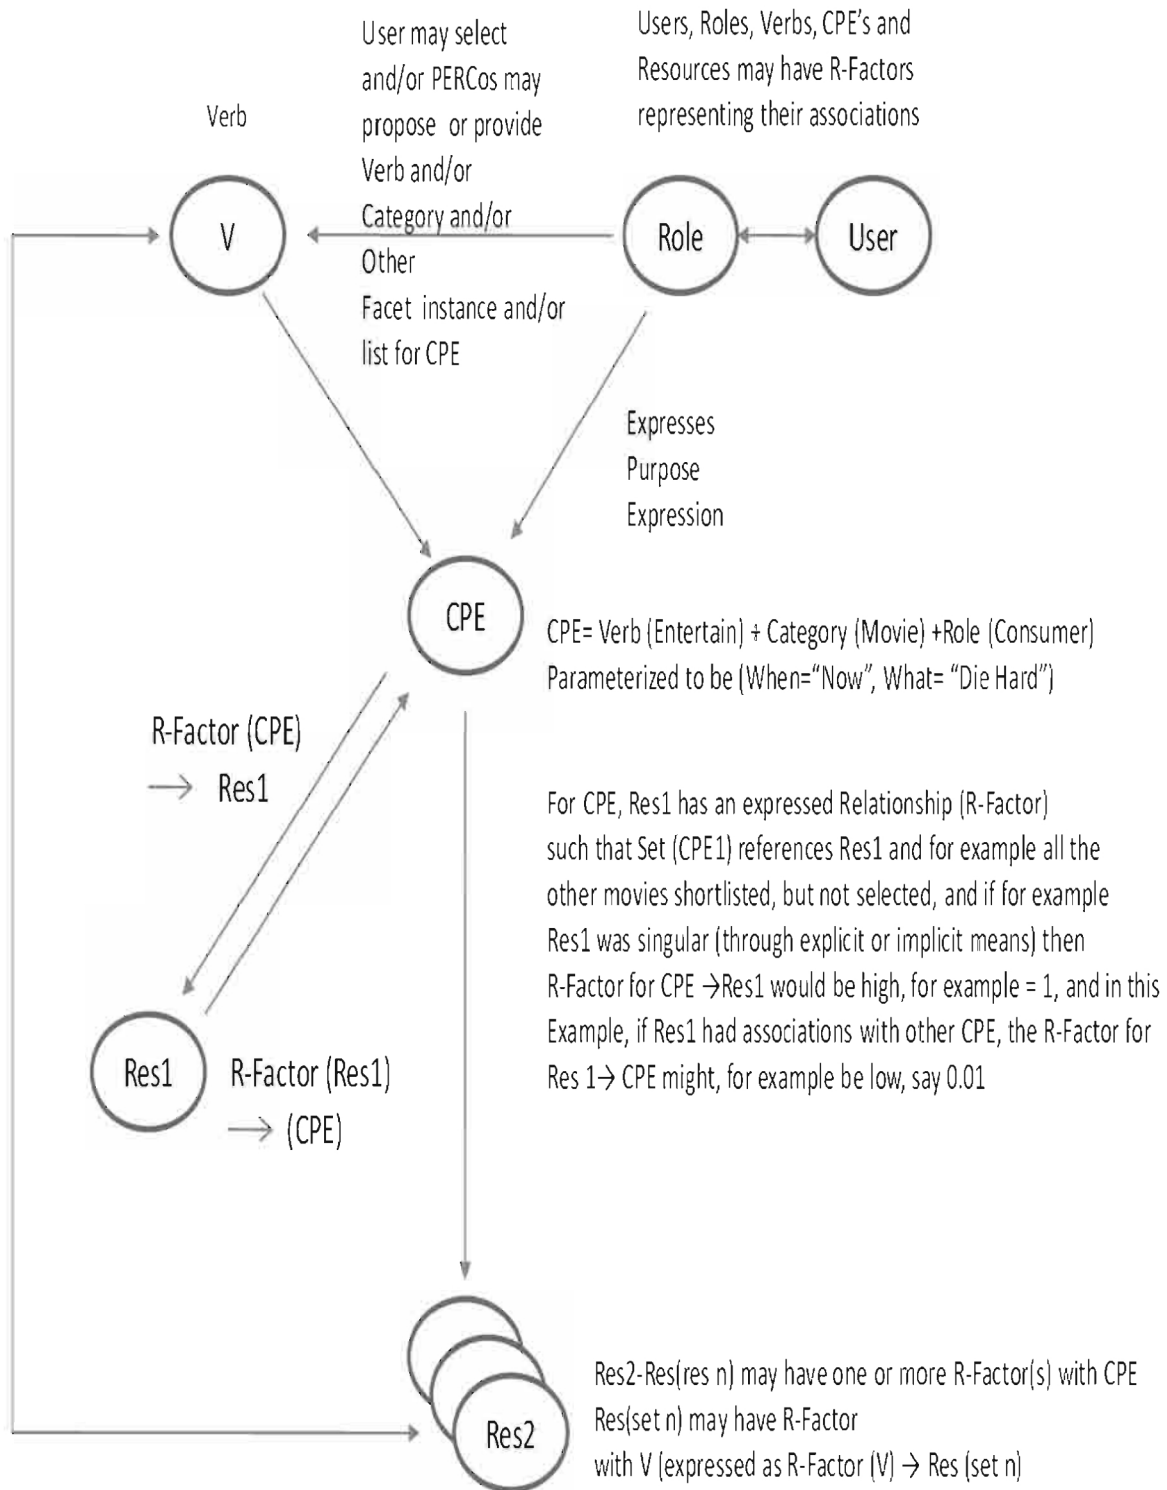 User may select
and/or PERCos may
propose or provide
Verb and/or
Category and/or
Other
Facet instance and/or
list for CPE
Users, Roles, Verbs, CPE's and
Resources may have R-Factors
representing their associations
Verb
V
Role
User
Expresses
Purpose
Expression
CPE
CPE= Verb (Entertain) + Category (Movie) +Role (Consumer)
Parameterized to be (When="Now", What= "Die Hard")
R-Factor (CPE)
→ Res1
For CPE, Res1 has an expressed Relationship (R-Factor)
such that Set (CPE1) references Res1 and for example all the
other movies shortlisted, but not selected, and if for example
Res1 was singular (through explicit or implicit means) then
R-Factor for CPE →Res1 would be high, for example = 1, and in this
Example, if Res1 had associations with other CPE, the R-Factor for
Res 1→ CPE might, for example be low, say 0.01
Res1
R-Factor (Res1)
→ (CPE)
Res2
Res2-Res(res n) may have one or more R-Factor(s) with CPE
Res(set n) may have R-Factor
with V (expressed as R-Factor (V) → Res (set n)